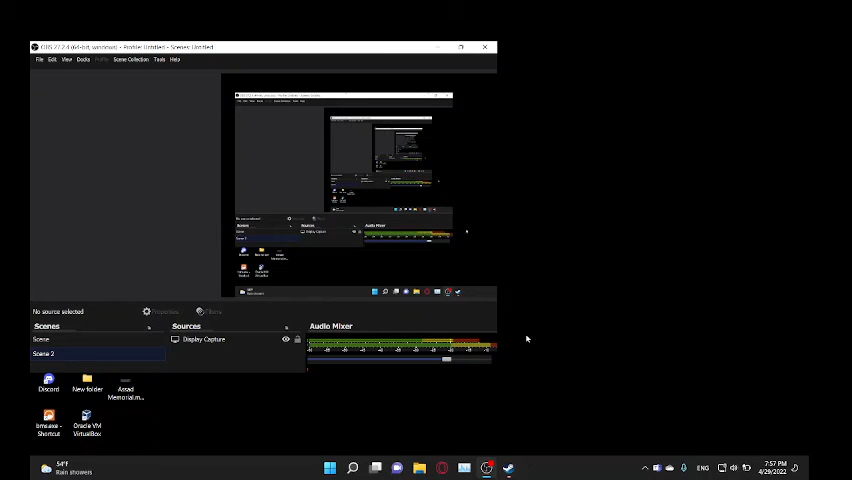 OBS 27.2.4 (64-bit, windows) - Profile: Untitled - Scenes: Untitled
File Edit View Docks Profile Scene Collection Tools Help
No source selected
Properties
Filters
Scenes
Sources
Audio Mixer
Scene
Display Capture
Scene 2
Discord
New folder
Assad
Memorial.m...
bms.exe -
Shortcut
Oracle VM
VirtualBox
54°F
Rain showers
ENG
7:57 PM
4/29/2022